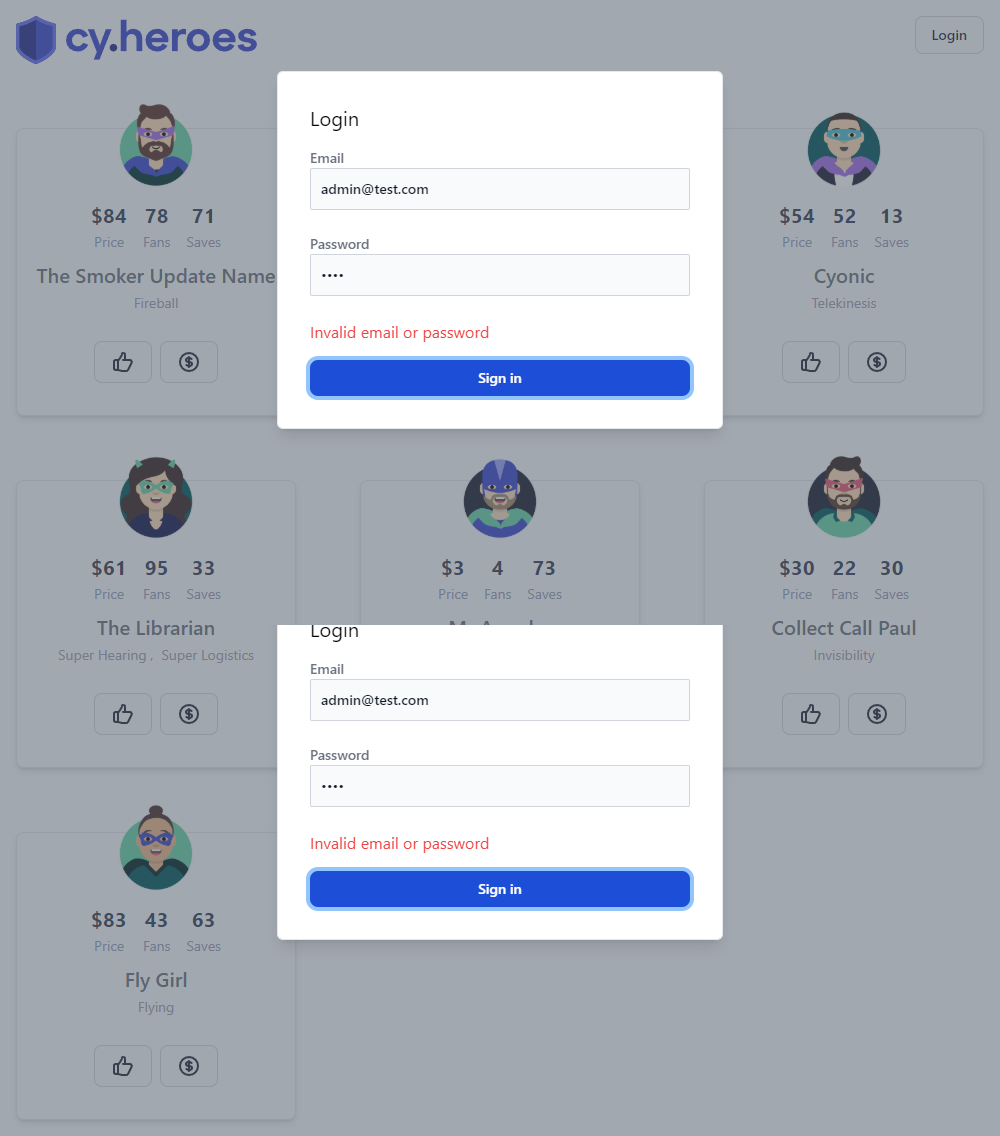 cy.heroes
Login
Login
Email
admin@test.com
Password
••••
Invalid email or password
Sign in
$84 78 71
Price Fans Saves
The Smoker Update Name
Fireball
$54 52 13
Price Fans Saves
Cyonic
Telekinesis
$61 95 33
Price Fans Saves
The Librarian
Super Hearing , Super Logistics
$3 4 73
Price Fans Saves
$30 22 30
Price Fans Saves
Collect Call Paul
Invisibility
Login
Email
admin@test.com
Password
••••
Invalid email or password
Sign in
$83 43 63
Price Fans Saves
Fly Girl
Flying